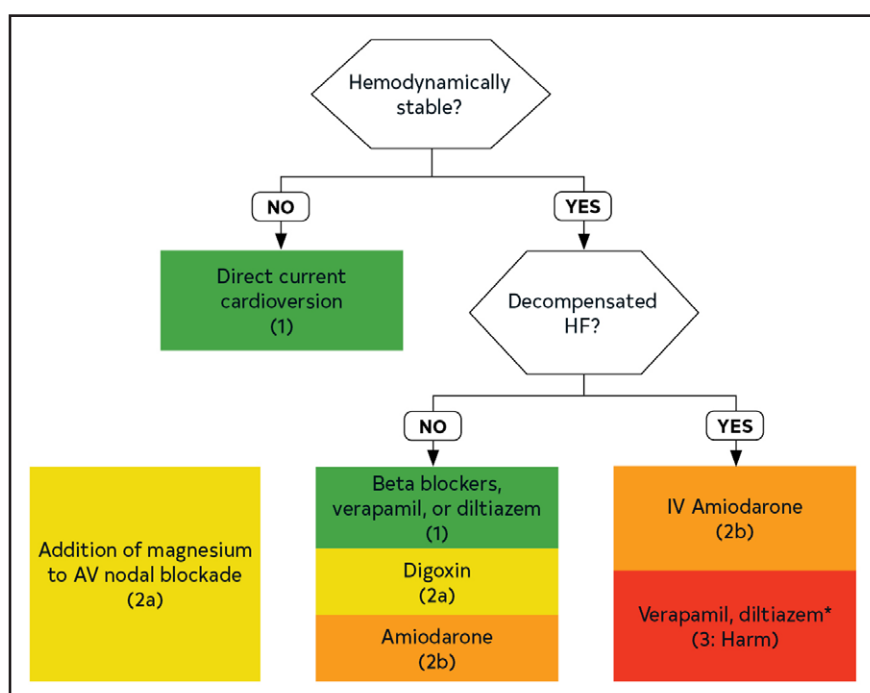 Hemodynamically
stable?
NO
YES
Direct current
cardioversion
(1)
Decompensated
HF?
NO
YES
Addition of magnesium
to AV nodal blockade
(2a)
Beta blockers,
verapamil, or diltiazem
(1)
Digoxin
(2a)
Amiodarone
(2b)
IV Amiodarone
(2b)
Verapamil, diltiazem*
(3: Harm)